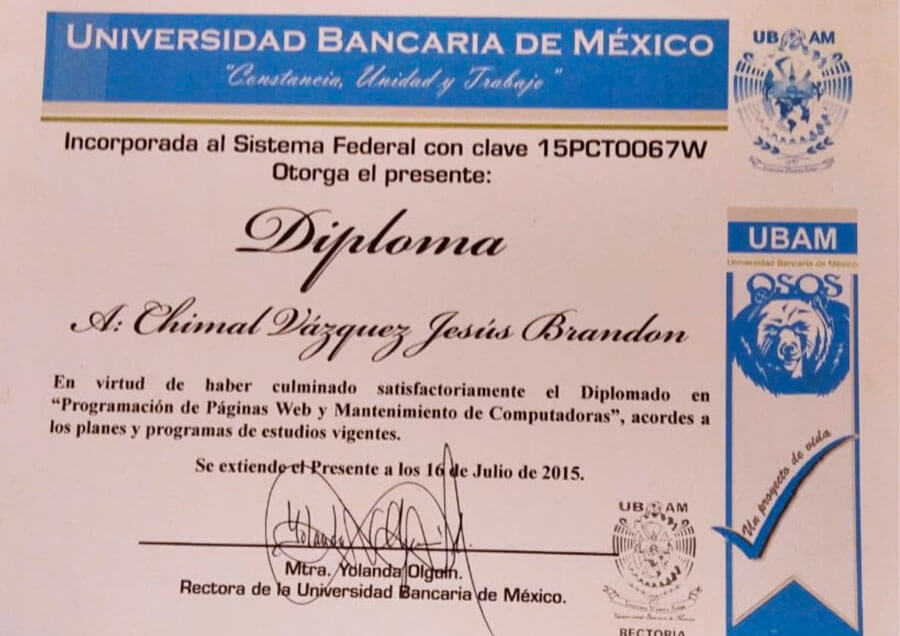 UNIVERSIDAD BANCARIA DE MÉXICO
"Constancia, Unidad y Trabajo"
UBAM
Incorporada al Sistema Federal con clave 15PCT0067W
Otorga el presente:
Diploma
A: Chimal Vázquez Jesús Brandon
En virtud de haber culminado satisfactoriamente el Diplomado en
“Programación de Páginas Web y Mantenimiento de Computadoras”, acordes a
los planes y programas de estudios vigentes.
Se extiende el Presente a los 16 de Julio de 2015.
Mtra. Yolanda Olguin.
Rectora de la Universidad Bancaria de México.
UBAM
Universidad Bancaria de México
OSOS
Un proyecto de vida
UBAM
RECTORIA